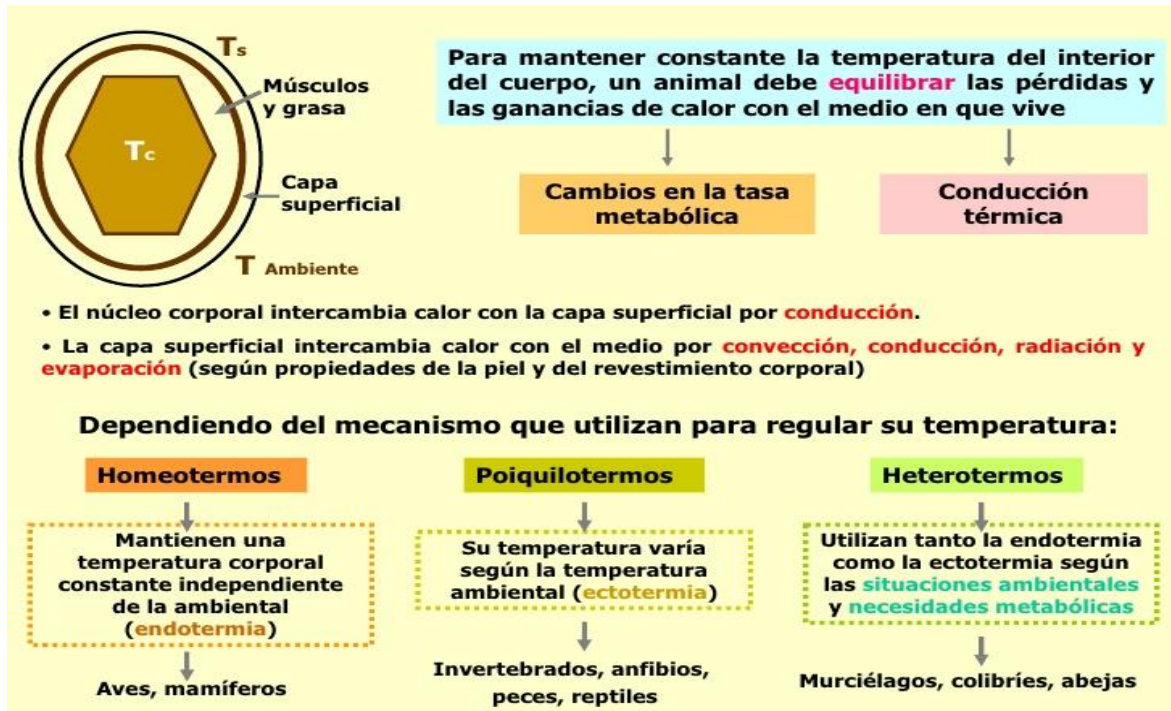 Ts
Músculos
y grasa
Tc
Capa
superficial
T Ambiente
Para mantener constante la temperatura del interior
del cuerpo, un animal debe equilibrar las pérdidas y
las ganancias de calor con el medio en que vive
Cambios en la tasa
metabólica
Conducción
térmica
• El núcleo corporal intercambia calor con la capa superficial por conducción.
• La capa superficial intercambia calor con el medio por convección, conducción, radiación y
evaporación (según propiedades de la piel y del revestimiento corporal)
Dependiendo del mecanismo que utilizan para regular su temperatura:
Homeotermos
Mantienen una
temperatura corporal
constante independiente
de la ambiental
(endotermia)
Aves, mamíferos
Poiquilotermos
Su temperatura varía
según la temperatura
ambiental (ectotermia)
Invertebrados, anfibios,
peces, reptiles
Heterotermos
Utilizan tanto la endotermia
como la ectotermia según
las situaciones ambientales
y necesidades metabólicas
Murciélagos, colibríes, abejas